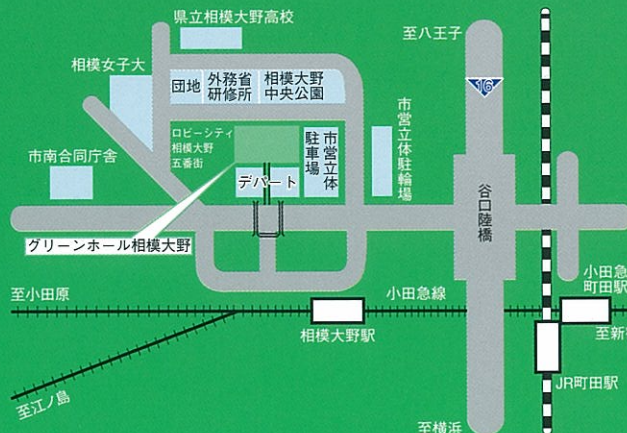 県立相模大野高校
至八王子
相模女子大
16
団地
外務省
研修所
相模大野
中央公園
市営立体駐輪場
ロビーシティ
相模大野
五番街
市営立体
駐車場
市南合同庁舎
デパート
谷口陸橋
グリーンホール相模大野
至小田原
小田急線
小田急
町田駅
相模大野駅
至新
JR町田駅
至江ノ島
至横浜